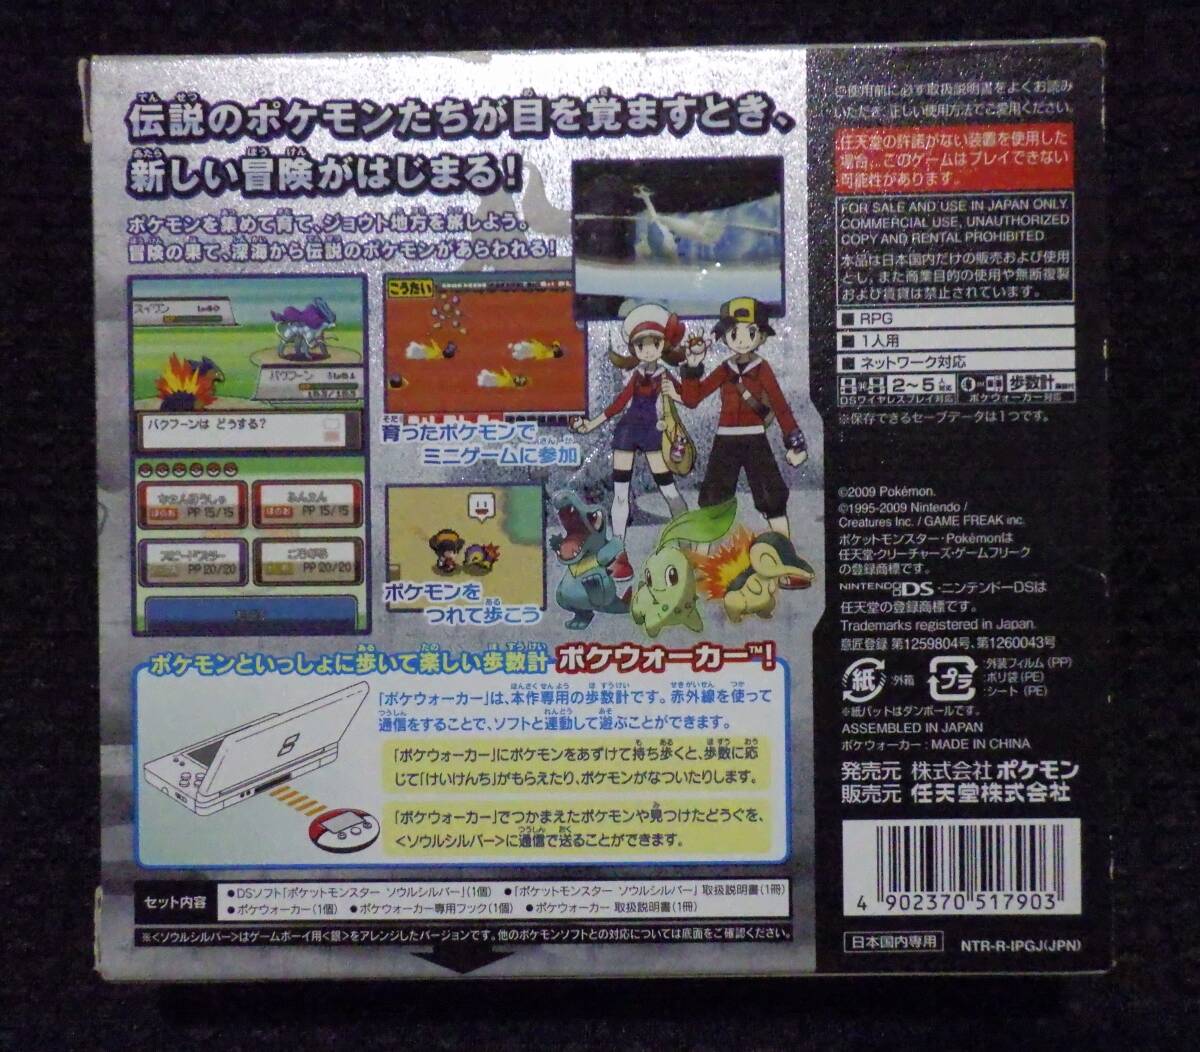 伝説のポケモンたちが目を覚ますとき、
新しい冒険がはじまる!
ポケモンを集めて育て、ジョウト地方を旅しよう。
冒険の果て、深海から伝説のポケモンがあらわれる!
スイクン
バクフーン
バクフーンは どうする?
ふんえん
ほのお PP 15/15
ほのお PP 15/15
スピードスター
PP 20/20
PP 20/20
こうたい
育ったポケモンで
ミニゲームに参加
ポケモンを
つれて歩こう
ポケモンといっしょに歩いて楽しい歩数計 ポケウォーカー™!
「ポケウォーカー」は、本作専用の歩数計です。赤外線を使って
通信をすることで、ソフトと連動して遊ぶことができます。
「ポケウォーカー」にポケモンをあずけて持ち歩くと、歩数に応
じて「けいけんち」がもらえたり、ポケモンがなついたりします。
「ポケウォーカー」でつかまえたポケモンや見つけたどうぐを、
<ソウルシルバー>に通信で送ることができます。
セット内容
●DSソフト「ポケットモンスター ソウルシルバー」(1個) ●「ポケットモンスター ソウルシルバー」取扱説明書(1冊)
●ポケウォーカー(1個) ●ポケウォーカー専用フック(1個) ●ポケウォーカー 取扱説明書(1冊)
※<ソウルシルバー>はゲームボーイ用<銀>をアレンジしたバージョンです。他のポケモンソフトとの対応については底面をご確認ください。
ご使用前に必ず取扱説明書をよくお読み
いただき、正しい使用方法でご愛用ください。
任天堂の許諾がない装置を使用した
場合、このゲームはプレイできない
可能性があります。
FOR SALE AND USE IN JAPAN ONLY
COMMERCIAL USE, UNAUTHORIZED
COPY AND RENTAL PROHIBITED
本品は日本国内だけの販売および使用
とし、また商業目的の使用や無断複製
および賃貸は禁止されています。
■ RPG
■ 1人用
■ ネットワーク対応
2~5人対応
DSワイヤレスプレイ対応
歩数計
ポケウォーカー対応
※保存できるセーブデータは1つです。
©2009 Pokémon.
©1995-2009 Nintendo /
Creatures Inc. / GAME FREAK inc.
ポケットモンスター・Pokémonは
任天堂・クリーチャーズ・ゲームフリーク
の登録商標です。
NINTENDO DS・ニンテンドーDSは
任天堂の登録商標です。
Trademarks registered in Japan.
意匠登録 第1259804号、第1260043号
紙 :外箱
プラ
:外装フィルム (PP)
:ポリ袋 (PE)
:シート (PE)
※紙パットはダンボールです。
ASSEMBLED IN JAPAN
ポケウォーカー : MADE IN CHINA
発売元 株式会社 ポケモン
販売元 任天堂株式会社
4 902370 517903
日本国内専用
NTR-R-IPGJ(JPN)